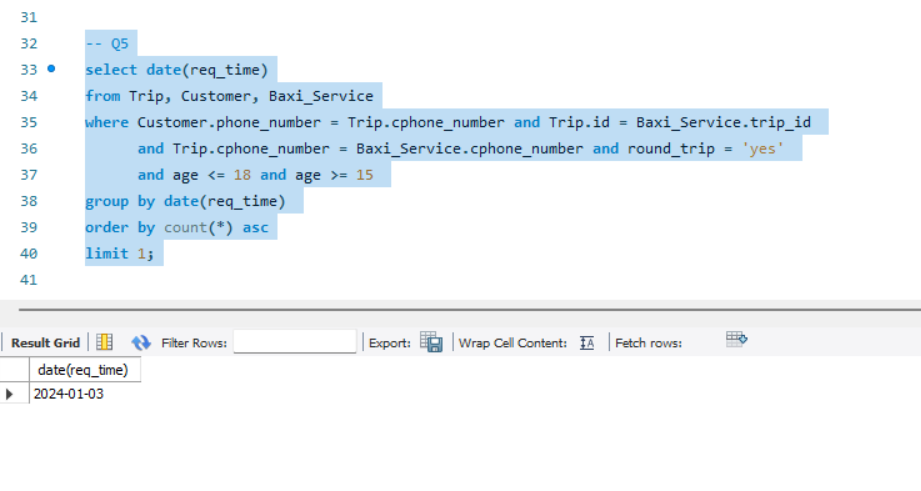 31
32 -- Q5
33 select date(req_time)
34 from Trip, Customer, Baxi_Service
35 where Customer.phone_number = Trip.cphone_number and Trip.id = Baxi_Service.trip_id
36 and Trip.cphone_number = Baxi_Service.cphone_number and round_trip = 'yes'
37 and age <= 18 and age >= 15
38 group by date(req_time)
39 order by count(*) asc
40 limit 1;
41
Result Grid Filter Rows: Export: Wrap Cell Content: IA Fetch rows:
date(req_time)
2024-01-03